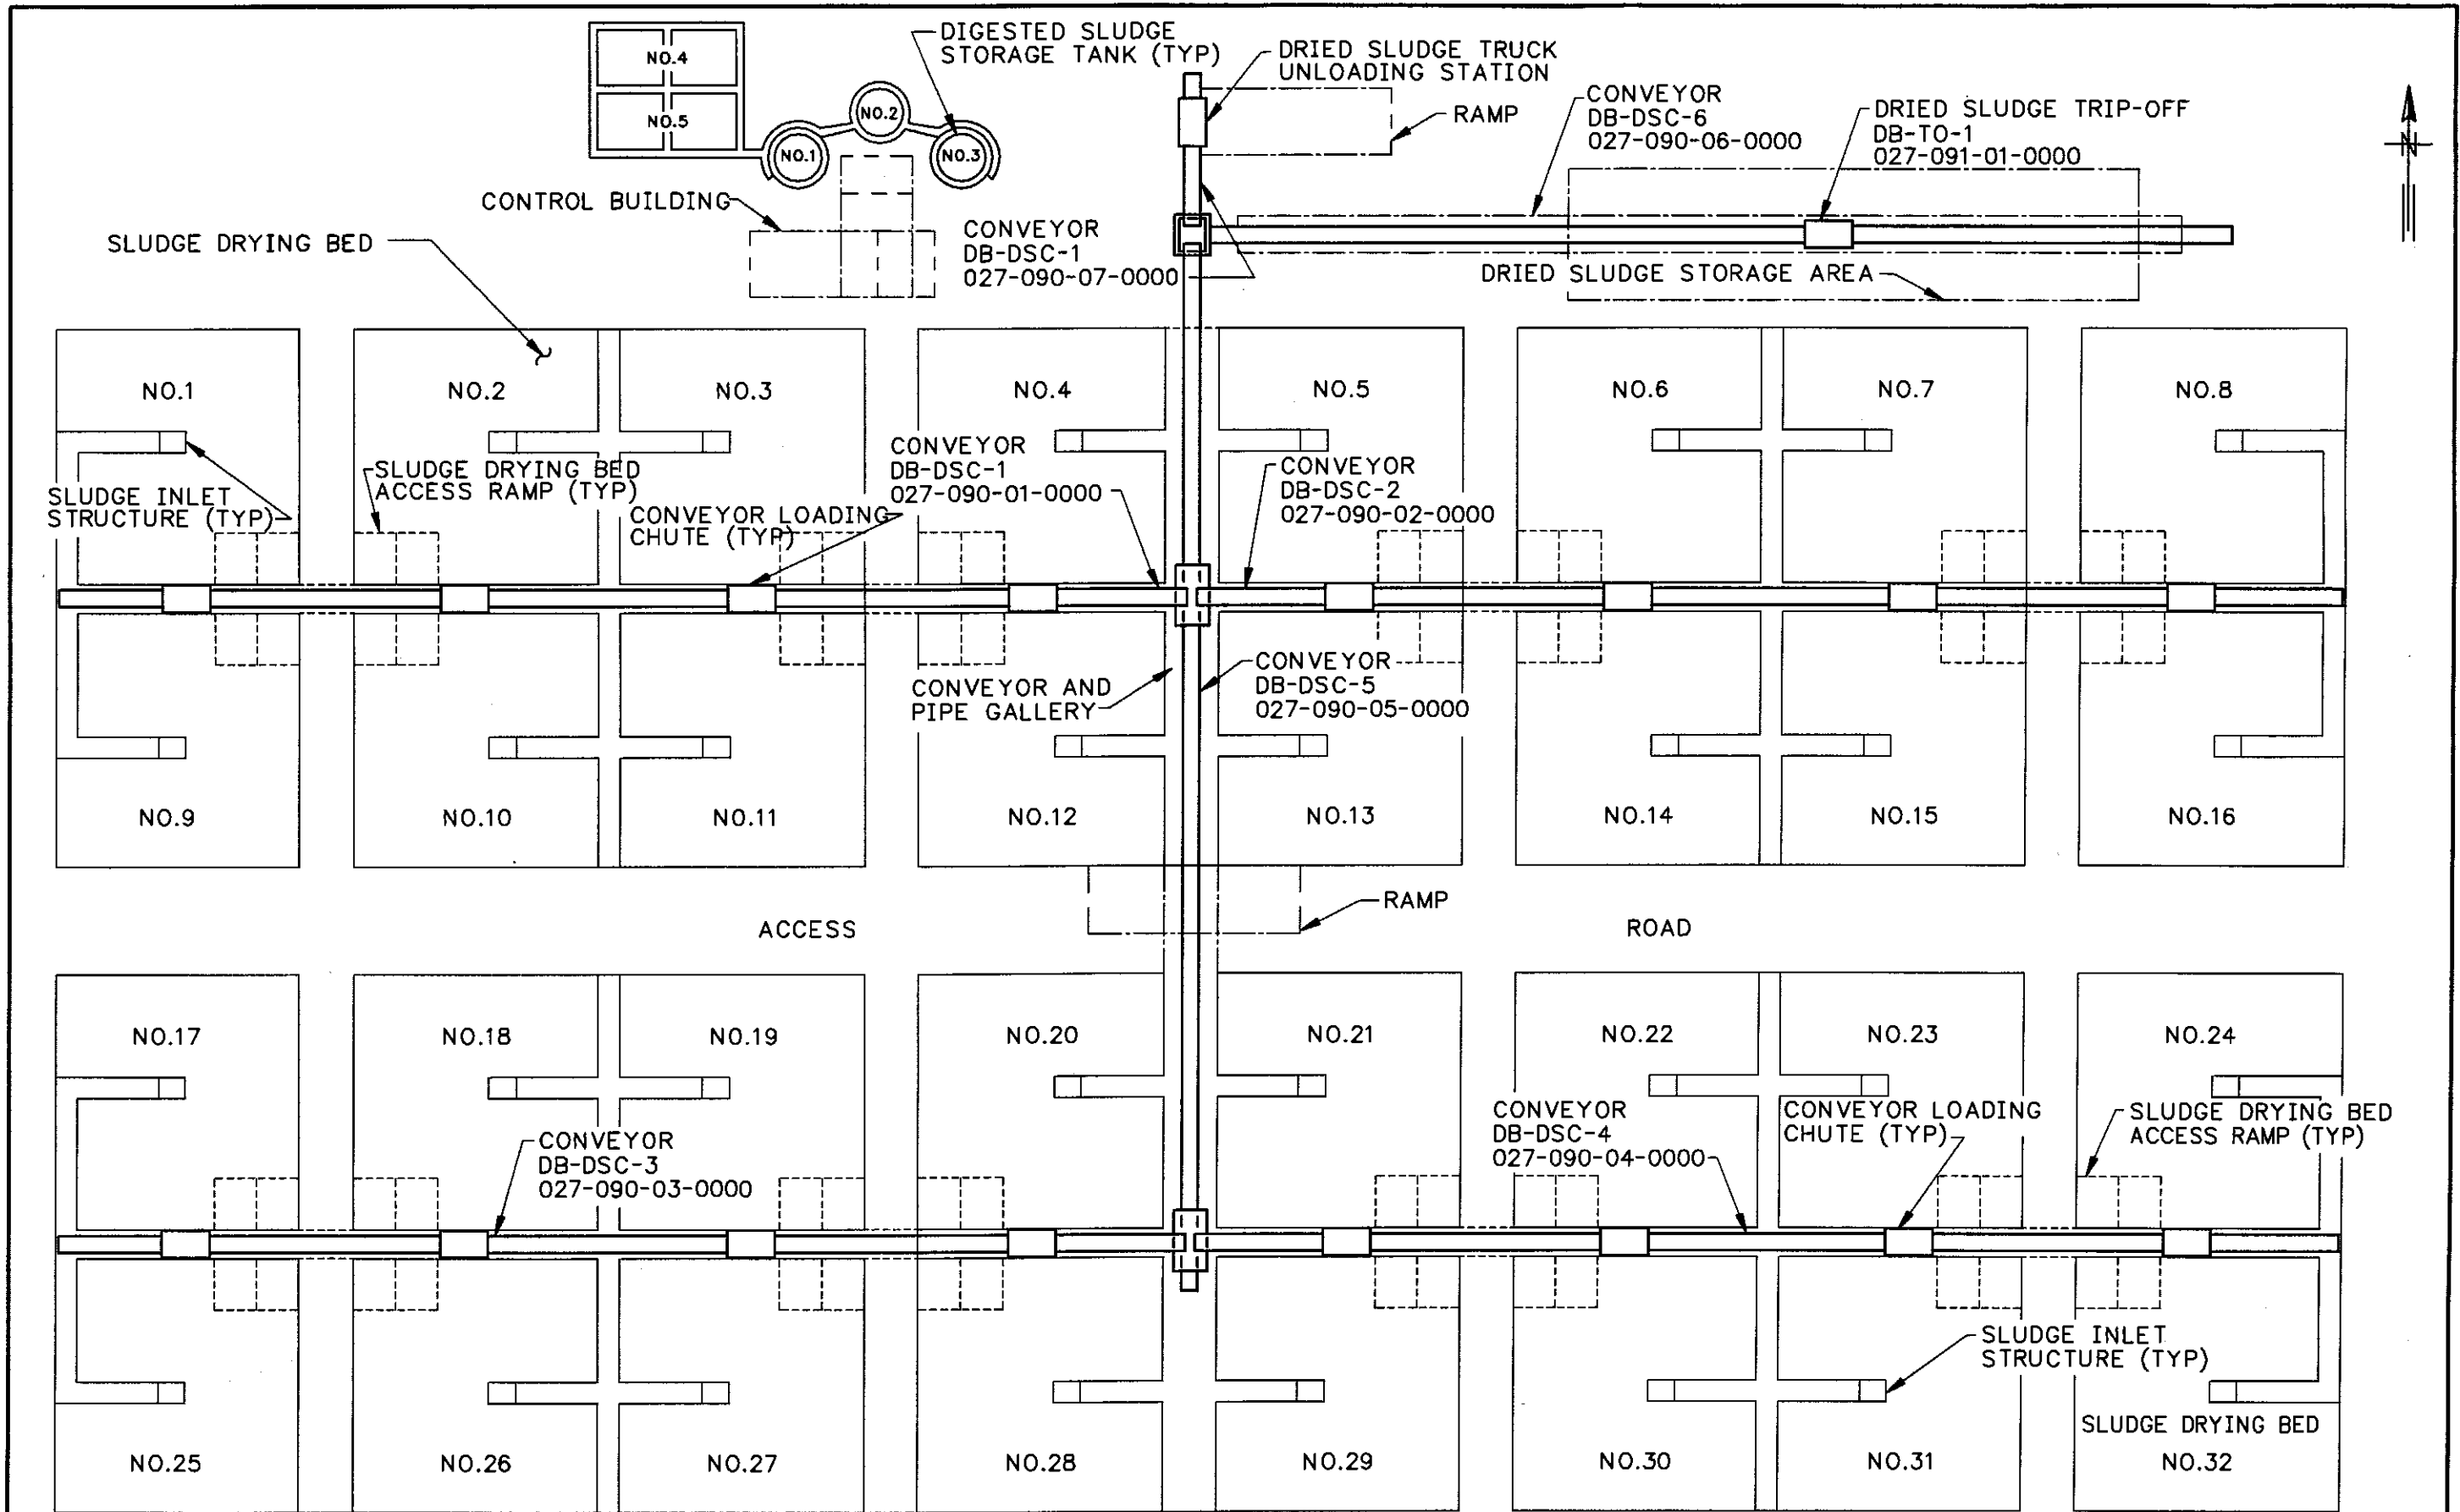 DIGESTED SLUDGE
STORAGE TANK (TYP)
DRIED SLUDGE TRUCK
UNLOADING STATION
NO.4
NO.5
NO.1
NO.2
NO.3
RAMP
CONVEYOR
DB-DSC-6
027-090-06-0000
DRIED SLUDGE TRIP-OFF
DB-TO-1
027-091-01-0000
N
CONTROL BUILDING
SLUDGE DRYING BED
CONVEYOR
DB-DSC-1
027-090-07-0000
DRIED SLUDGE STORAGE AREA
NO.1
NO.2
NO.3
NO.4
NO.5
NO.6
NO.7
NO.8
SLUDGE INLET
STRUCTURE (TYP)
SLUDGE DRYING BED
ACCESS RAMP (TYP)
CONVEYOR LOADING
CHUTE (TYP)
CONVEYOR
DB-DSC-1
027-090-01-0000
CONVEYOR
DB-DSC-2
027-090-02-0000
CONVEYOR AND
PIPE GALLERY
CONVEYOR
DB-DSC-5
027-090-05-0000
NO.9
NO.10
NO.11
NO.12
NO.13
NO.14
NO.15
NO.16
RAMP
ACCESS
ROAD
NO.17
NO.18
NO.19
NO.20
NO.21
NO.22
NO.23
NO.24
CONVEYOR
DB-DSC-3
027-090-03-0000
CONVEYOR
DB-DSC-4
027-090-04-0000
CONVEYOR LOADING
CHUTE (TYP)
SLUDGE DRYING BED
ACCESS RAMP (TYP)
SLUDGE INLET
STRUCTURE (TYP)
SLUDGE DRYING BED
NO.25
NO.26
NO.27
NO.28
NO.29
NO.30
NO.31
NO.32